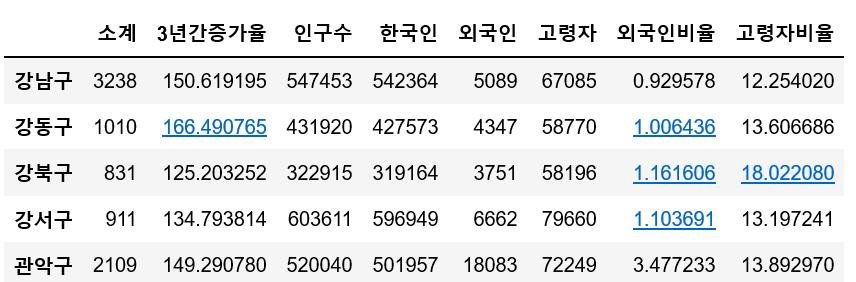 소계 3년간증가율 인구수 한국인 외국인 고령자 외국인비율 고령자비율
강남구 3238 150.619195 547453 542364 5089 67085 0.929578 12.254020
강동구 1010 166.490765 431920 427573 4347 58770 1.006436 13.606686
강북구 831 125.203252 322915 319164 3751 58196 1.161606 18.022080
강서구 911 134.793814 603611 596949 6662 79660 1.103691 13.197241
관악구 2109 149.290780 520040 501957 18083 72249 3.477233 13.892970